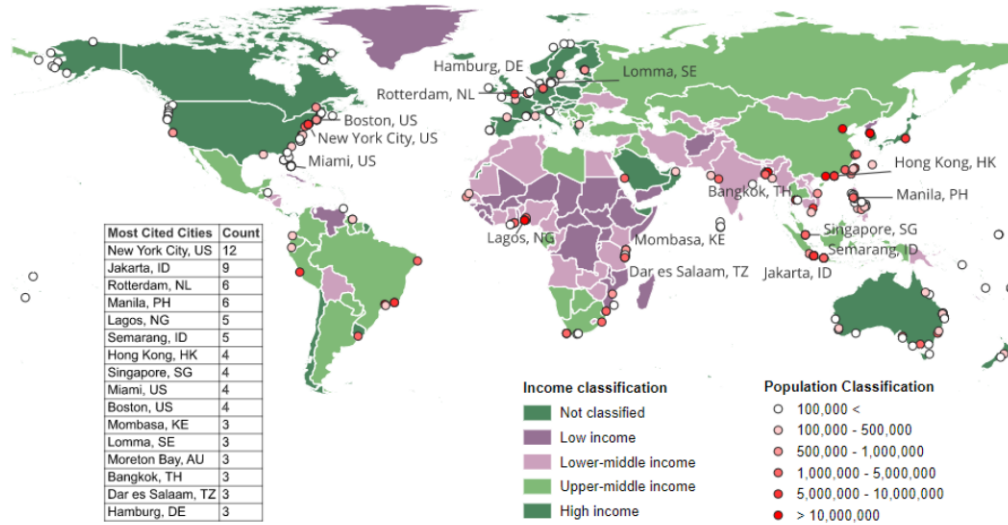 Hamburg, DE
Lomma, SE
Rotterdam, NL
Boston, US
New York City, US
Miami, US
Hong Kong, HK
Bangkok, TH
Manila, PH
Lagos, NG
Mombasa, KE
Singapore, SG
Semarang, ID
Dar es Salaam, TZ
Jakarta, ID
Most Cited Cities Count
New York City, US 12
Jakarta, ID 9
Rotterdam, NL 6
Manila, PH 6
Lagos, NG 5
Semarang, ID 5
Hong Kong, HK 4
Singapore, SG 4
Miami, US 4
Boston, US 4
Mombasa, KE 3
Lomma, SE 3
Moreton Bay, AU 3
Bangkok, TH 3
Dar es Salaam, TZ 3
Hamburg, DE 3
Income classification
Not classified
Low income
Lower-middle income
Upper-middle income
High income
Population Classification
100,000 <
100,000 - 500,000
500,000 - 1,000,000
1,000,000 - 5,000,000
5,000,000 - 10,000,000
> 10,000,000